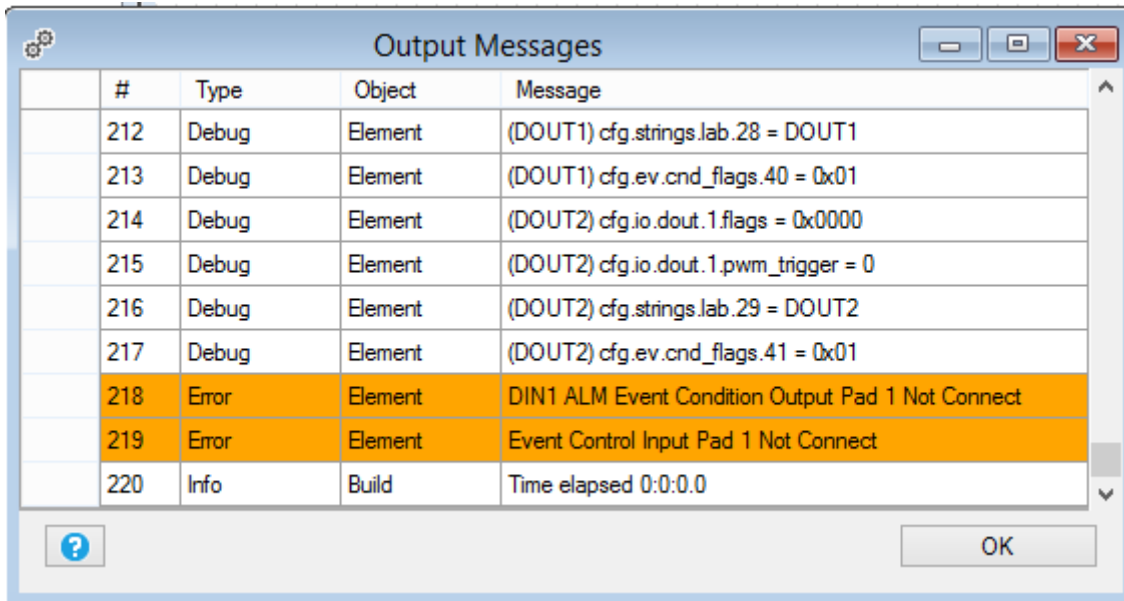 Output Messages
# Type Object Message
212 Debug Element (DOUT1) cfg.strings.lab.28 = DOUT1
213 Debug Element (DOUT1) cfg.ev.cnd_flags.40 = 0x01
214 Debug Element (DOUT2) cfg.io.dout.1.flags = 0x0000
215 Debug Element (DOUT2) cfg.io.dout.1.pwm_trigger = 0
216 Debug Element (DOUT2) cfg.strings.lab.29 = DOUT2
217 Debug Element (DOUT2) cfg.ev.cnd_flags.41 = 0x01
218 Error Element DIN1 ALM Event Condition Output Pad 1 Not Connect
219 Error Element Event Control Input Pad 1 Not Connect
220 Info Build Time elapsed 0:0:0.0
? OK